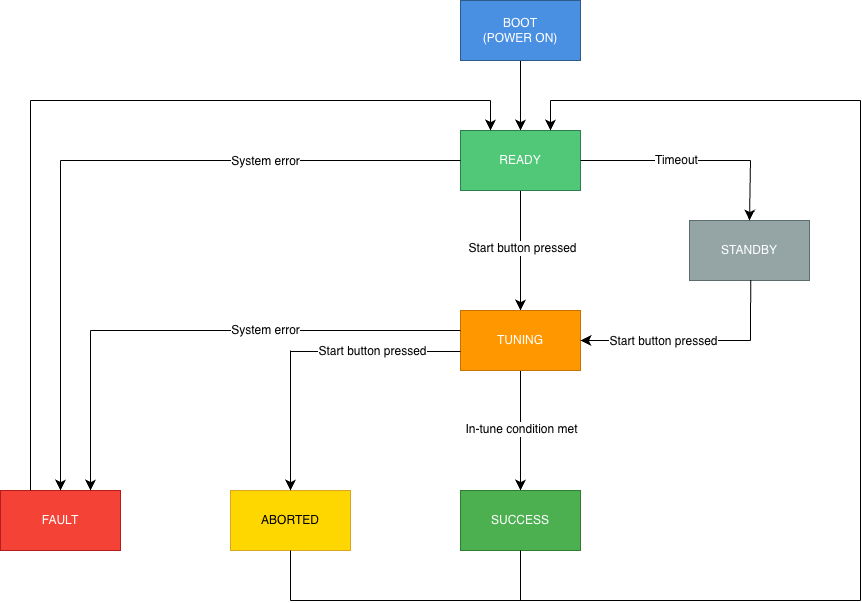 BOOT
(POWER ON)
READY
System error
Timeout
Start button pressed
STANDBY
System error
TUNING
Start button pressed
Start button pressed
In-tune condition met
FAULT
ABORTED
SUCCESS